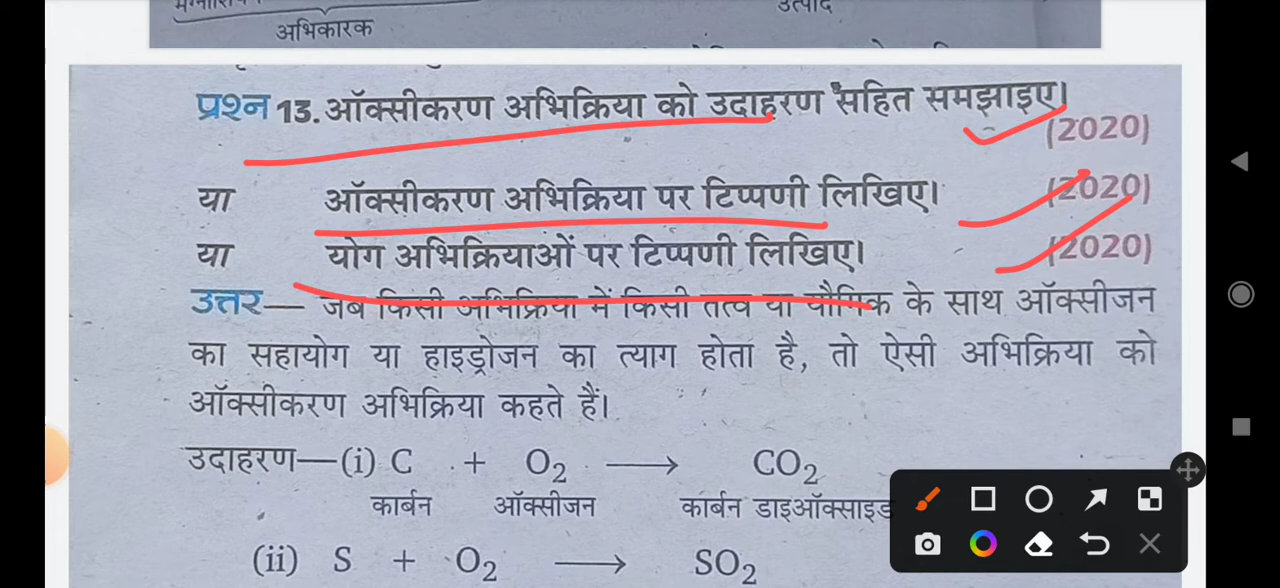 उत्पाद
अभिकारक
प्रश्न 13. ऑक्सीकरण अभिक्रिया को उदाहरण सहित समझाइए।
(2020)
या ऑक्सीकरण अभिक्रिया पर टिप्पणी लिखिए। (2020)
या योग अभिक्रियाओं पर टिप्पणी लिखिए। (2020)
उत्तर— जब किसी अभिक्रिया में किसी तत्व या यौगिक के साथ ऑक्सीजन
का सहायोग या हाइड्रोजन का त्याग होता है, तो ऐसी अभिक्रिया को
ऑक्सीकरण अभिक्रिया कहते हैं।
उदाहरण—(i) C + O₂ ⟶ CO₂
कार्बन ऑक्सीजन कार्बन डाइऑक्साइड
(ii) S + O₂ ⟶ SO₂